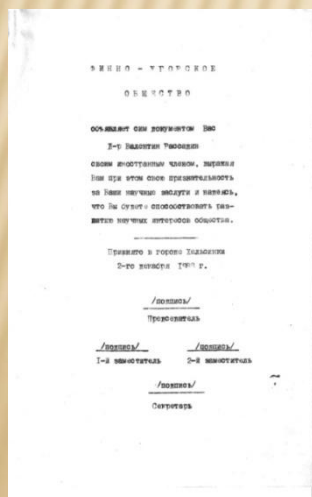 ФИННО - УГОРСКОЕ
ОБЩЕСТВО
объявляет сим документом Вас
Д-р Валентин Рассадин
своим иностранным членом, выражая
Вам при этом свою признательность
за Ваши научные заслуги и надеясь,
что Вы будете способствовать раз-
витию научных интересов общества.
Принято в городе Хельсинки
2-го декабря г.
/подпись/
Председатель
/подпись/ /подпись/
1-й заместитель 2-й заместитель
/подпись/
Секретарь